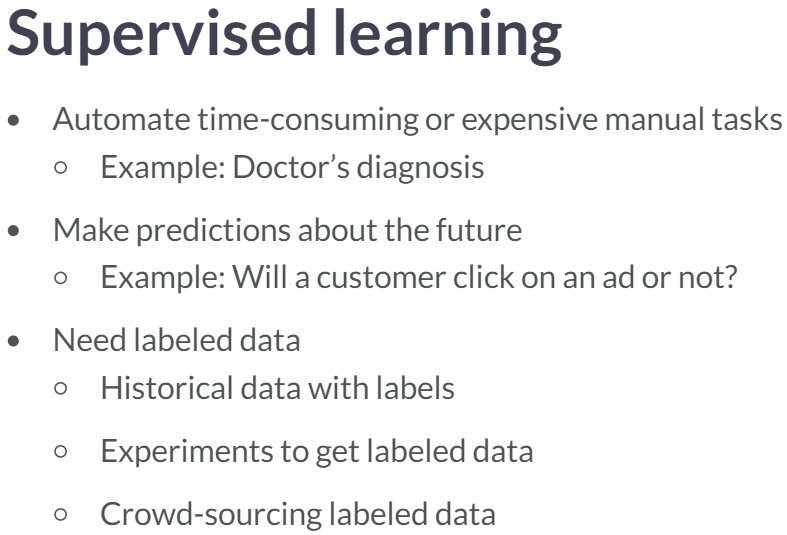 Supervised learning
• Automate time-consuming or expensive manual tasks
○ Example: Doctor’s diagnosis
• Make predictions about the future
○ Example: Will a customer click on an ad or not?
• Need labeled data
○ Historical data with labels
○ Experiments to get labeled data
○ Crowd-sourcing labeled data